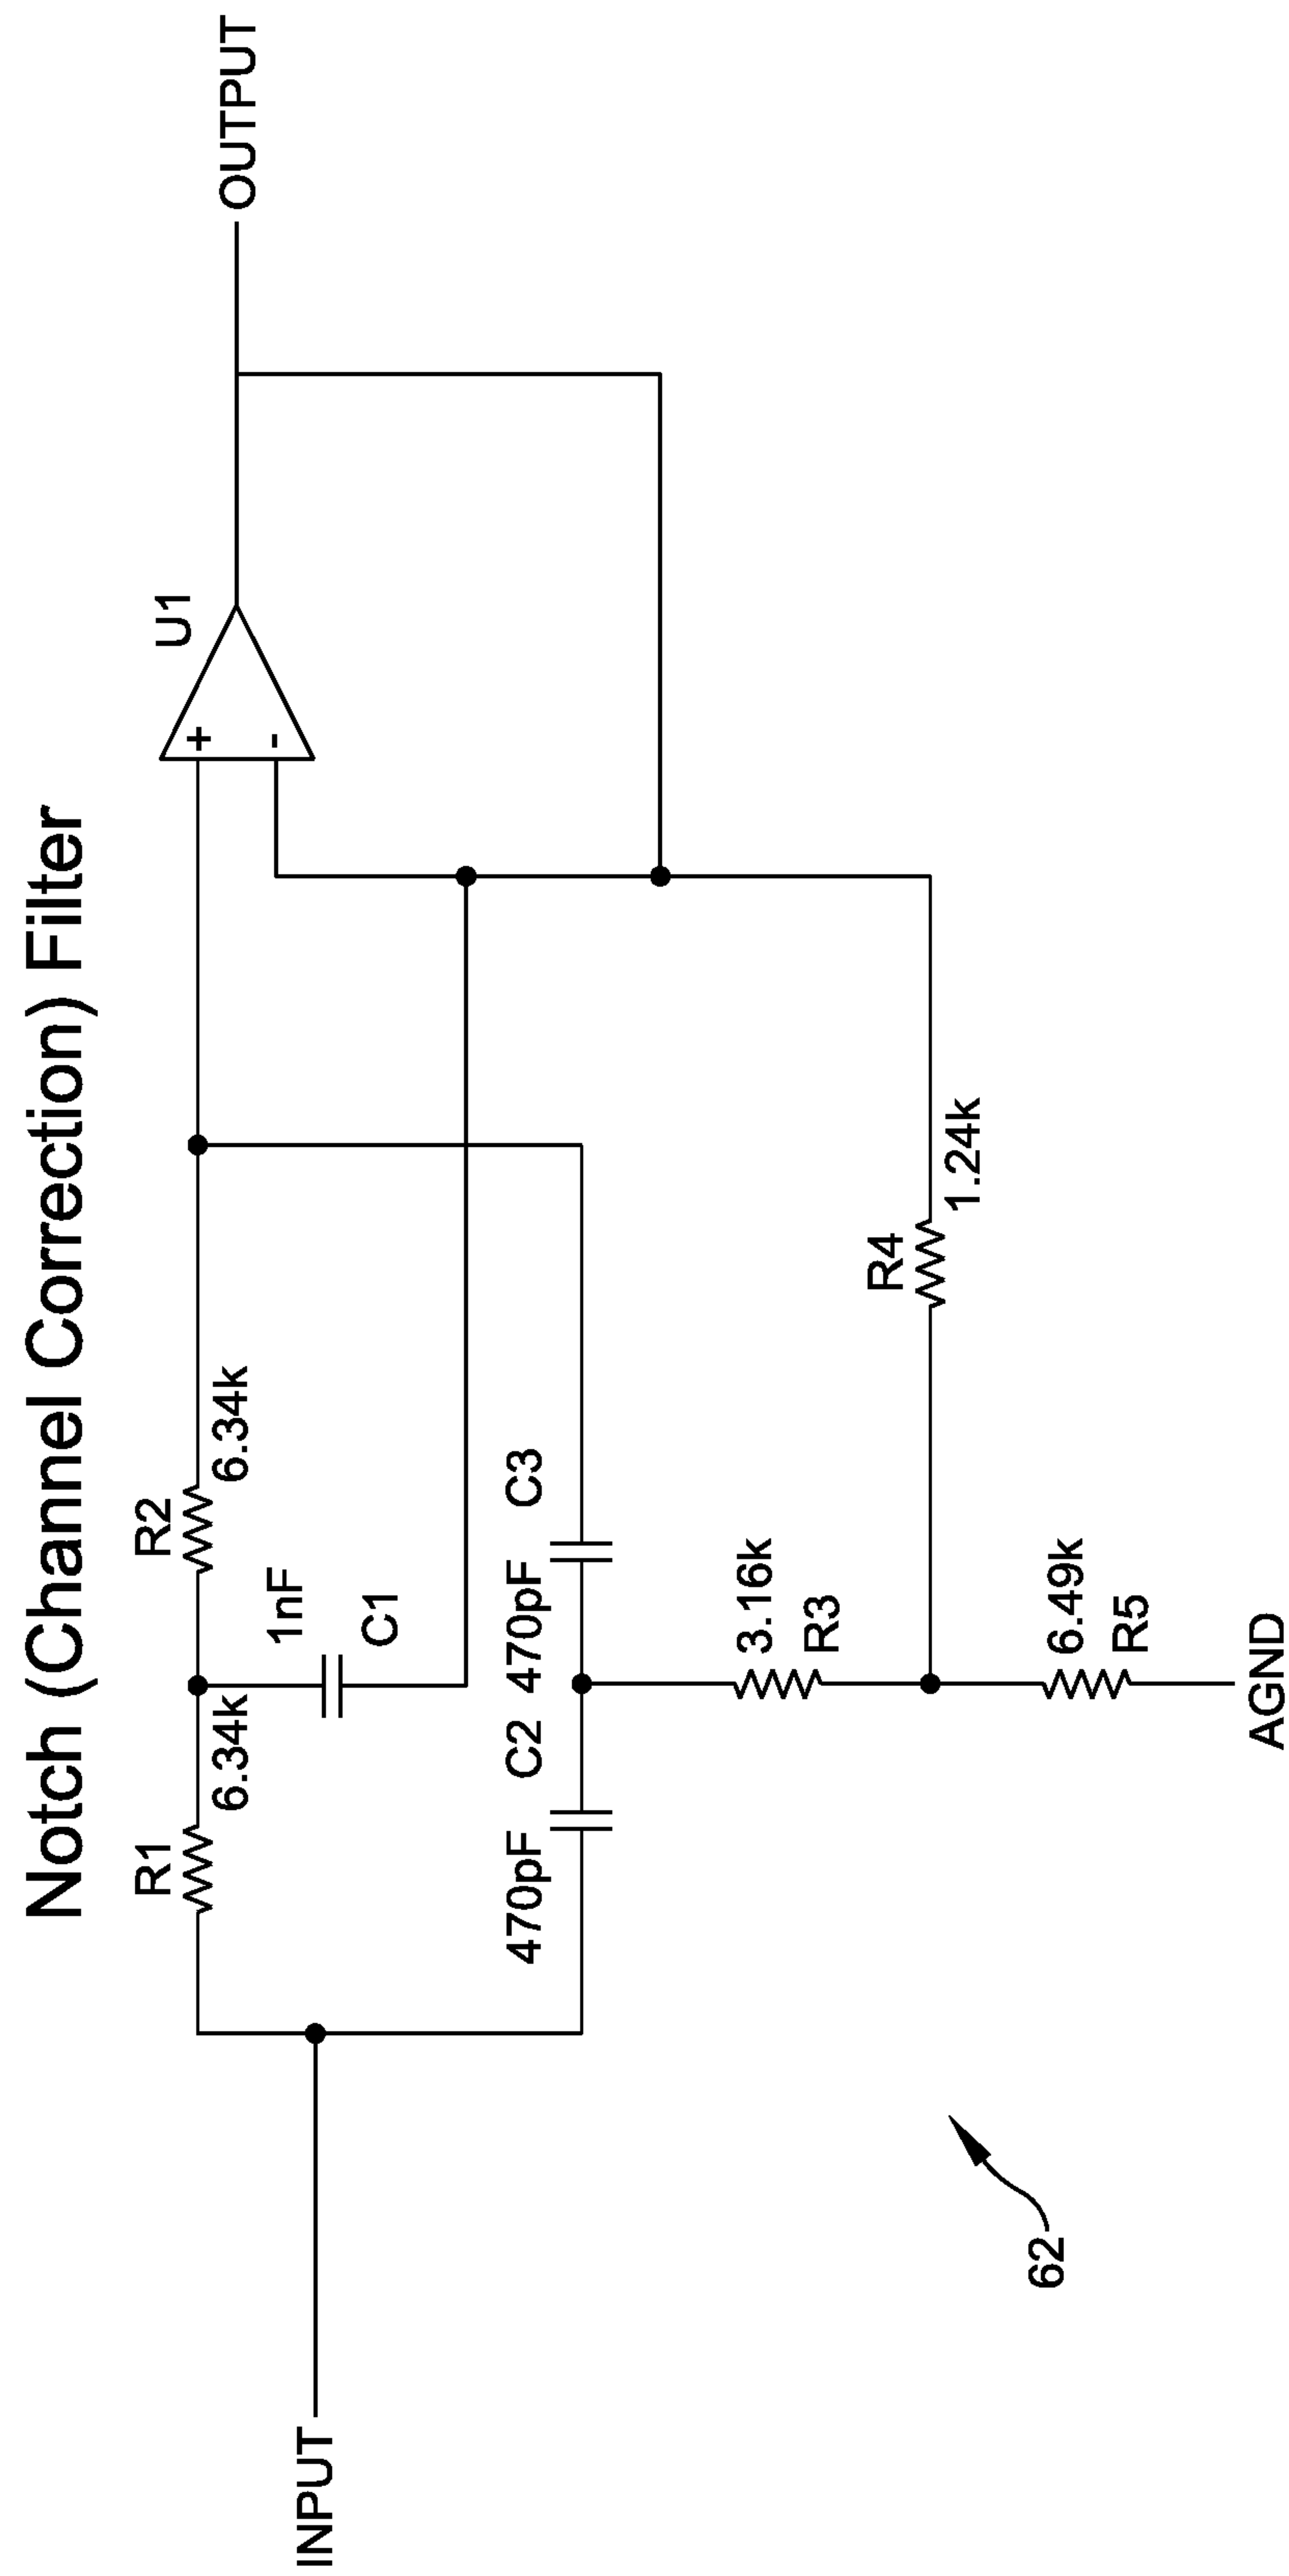 Notch (Channel Correction) Filter
INPUT
R1
6.34k
R2
6.34k
1nF
C1
U1
+
-
OUTPUT
470pF
C2
470pF
C3
3.16k
R3
R4
1.24k
6.49k
R5
AGND
62